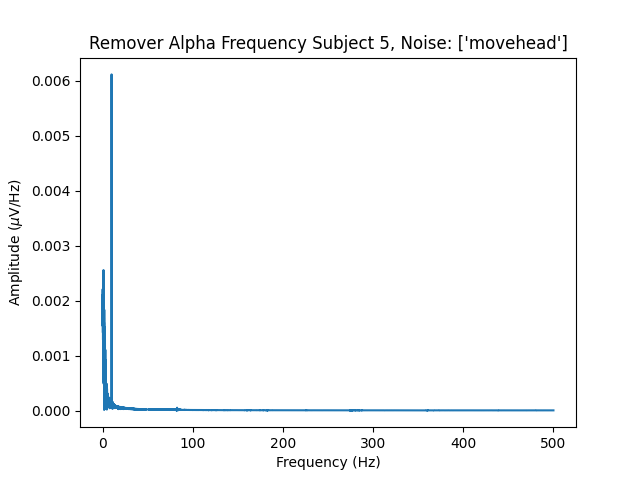 Remover Alpha Frequency Subject 5, Noise: ['movehead']
0.006
0.005
0.004
0.003
0.002
0.001
0.000
Amplitude (μV/Hz)
0 100 200 300 400 500
Frequency (Hz)